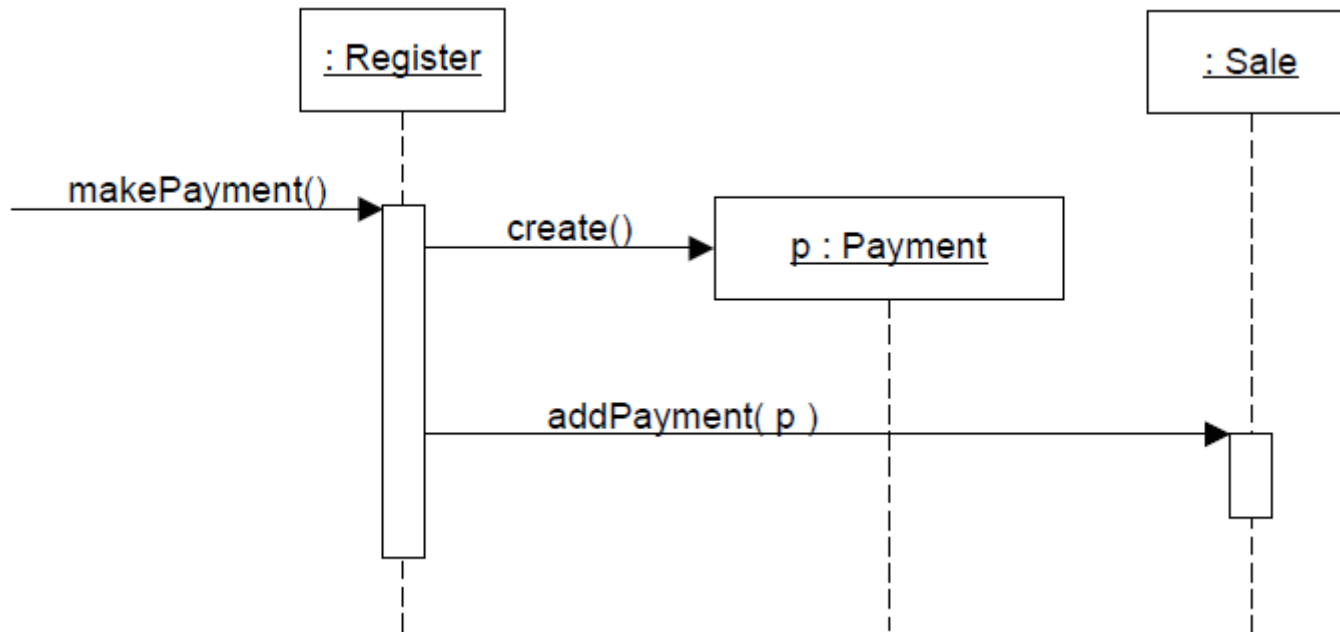 : Register
: Sale
makePayment()
create()
p : Payment
addPayment( p )